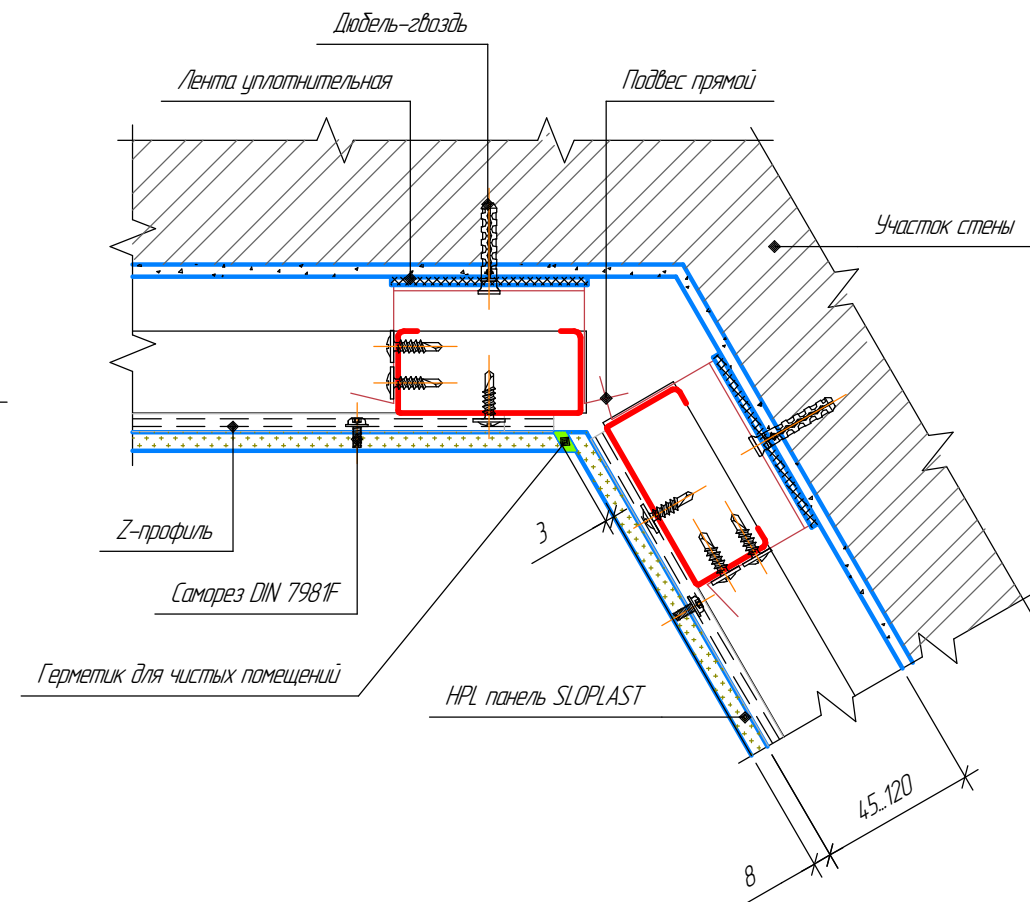 Дюбель-гвоздь
Лента уплотнительная
Подвес прямой
Участок стены
Z-профиль
3
Саморез DIN 7981F
Герметик для чистых помещений
HPL панель SLOPLAST
45...120
8